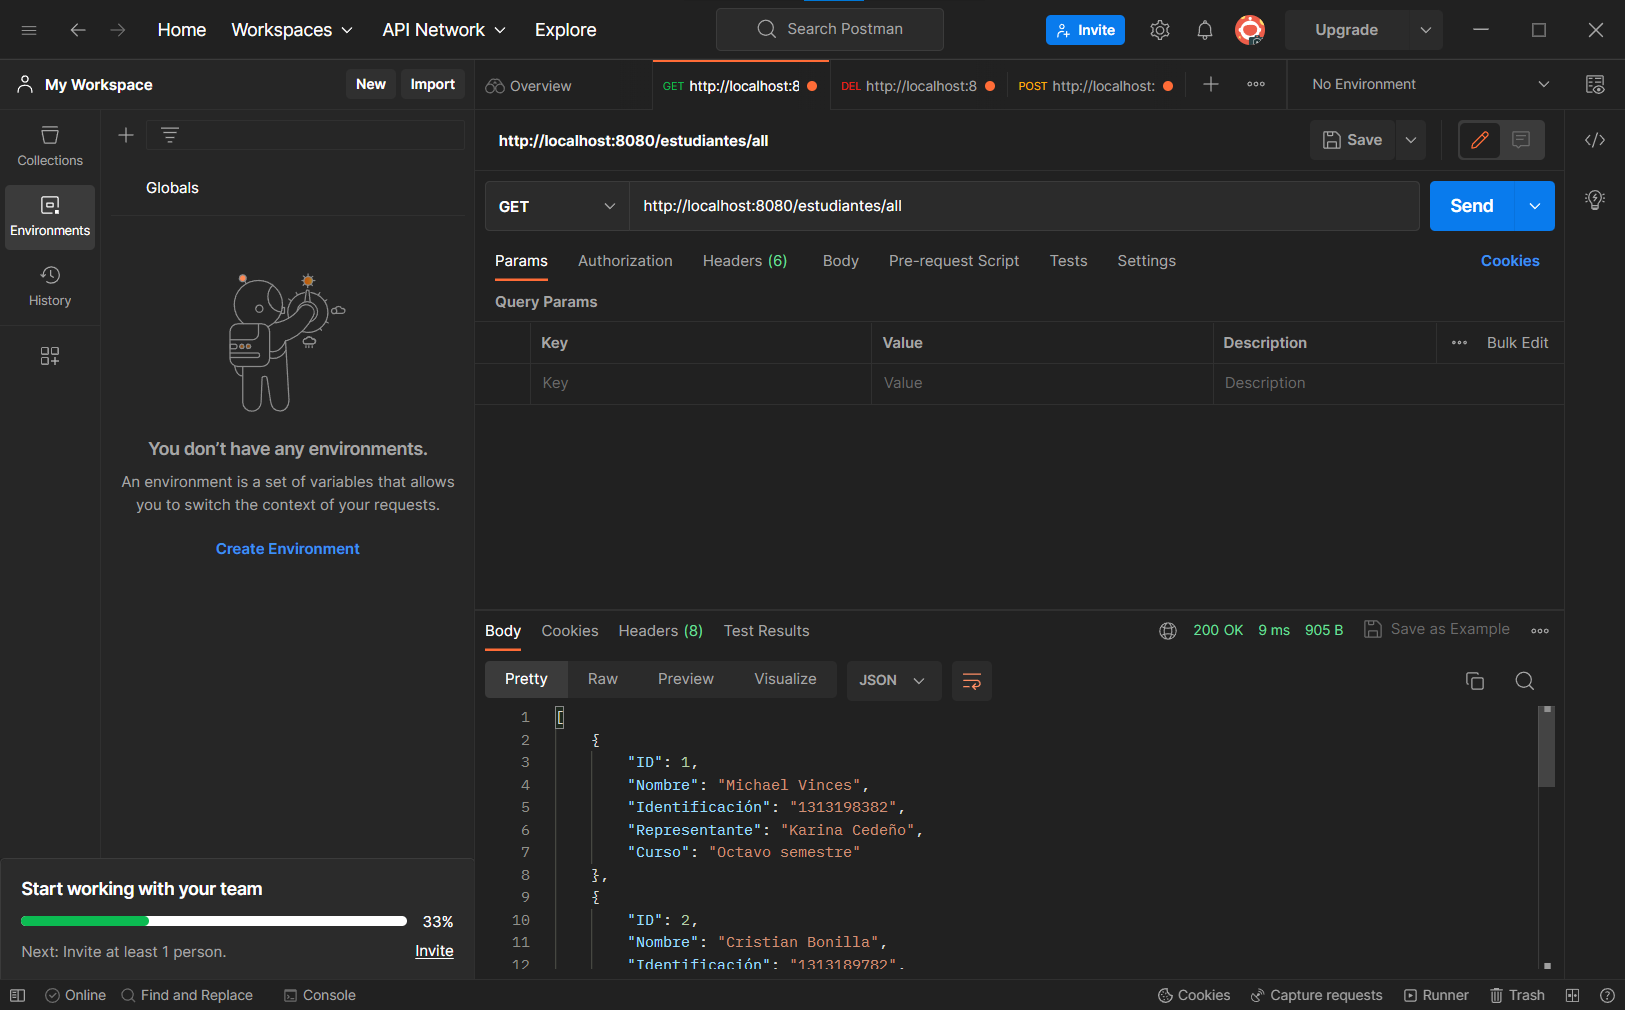 Home Workspaces API Network Explore Search Postman Invite Upgrade
My Workspace New Import
Overview GET http://localhost:8 DEL http://localhost:8 POST http://localhost: No Environment
Collections
Environments
History
Globals
You don’t have any environments.
An environment is a set of variables that allows
you to switch the context of your requests.
Create Environment
Start working with your team
33%
Next: Invite at least 1 person. Invite
http://localhost:8080/estudiantes/all Save
GET http://localhost:8080/estudiantes/all Send
Params Authorization Headers (6) Body Pre-request Script Tests Settings Cookies
Query Params
Key Value Description Bulk Edit
Key Value Description
Body Cookies Headers (8) Test Results 200 OK 9 ms 905 B Save as Example
Pretty Raw Preview Visualize JSON
1 [
2 {
3 "ID": 1,
4 "Nombre": "Michael Vinces",
5 "Identificación": "1313198382",
6 "Representante": "Karina Cedeño",
7 "Curso": "Octavo semestre"
8 },
9 {
10 "ID": 2,
11 "Nombre": "Cristian Bonilla",
12 "Identificación": "1313189782",
Online Find and Replace Console Cookies Capture requests Runner Trash